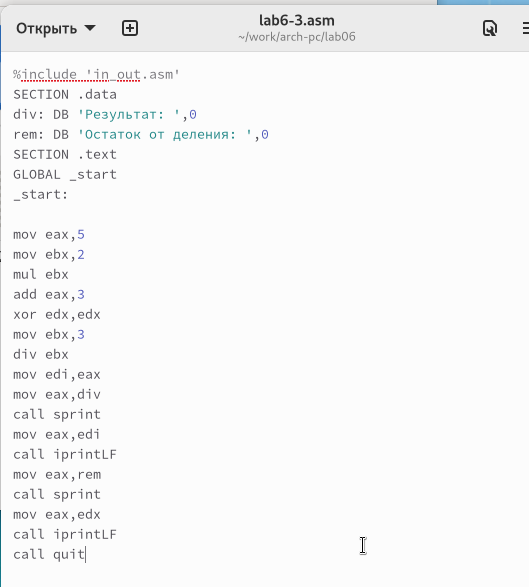 Открыть
lab6-3.asm
~/work/arch-pc/lab06
%include 'in_out.asm'
SECTION .data
div: DB 'Результат: ',0
rem: DB 'Остаток от деления: ',0
SECTION .text
GLOBAL _start
_start:
mov eax,5
mov ebx,2
mul ebx
add eax,3
xor edx,edx
mov ebx,3
div ebx
mov edi,eax
mov eax,div
call sprint
mov eax,edi
call iprintLF
mov eax,rem
call sprint
mov eax,edx
call iprintLF
call quit